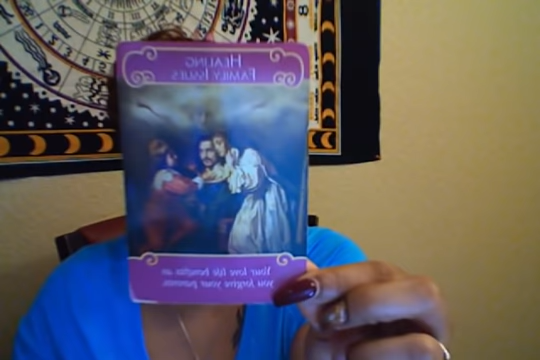 Healing
Family Issues
Your love life benefits as
you forgive your parents.